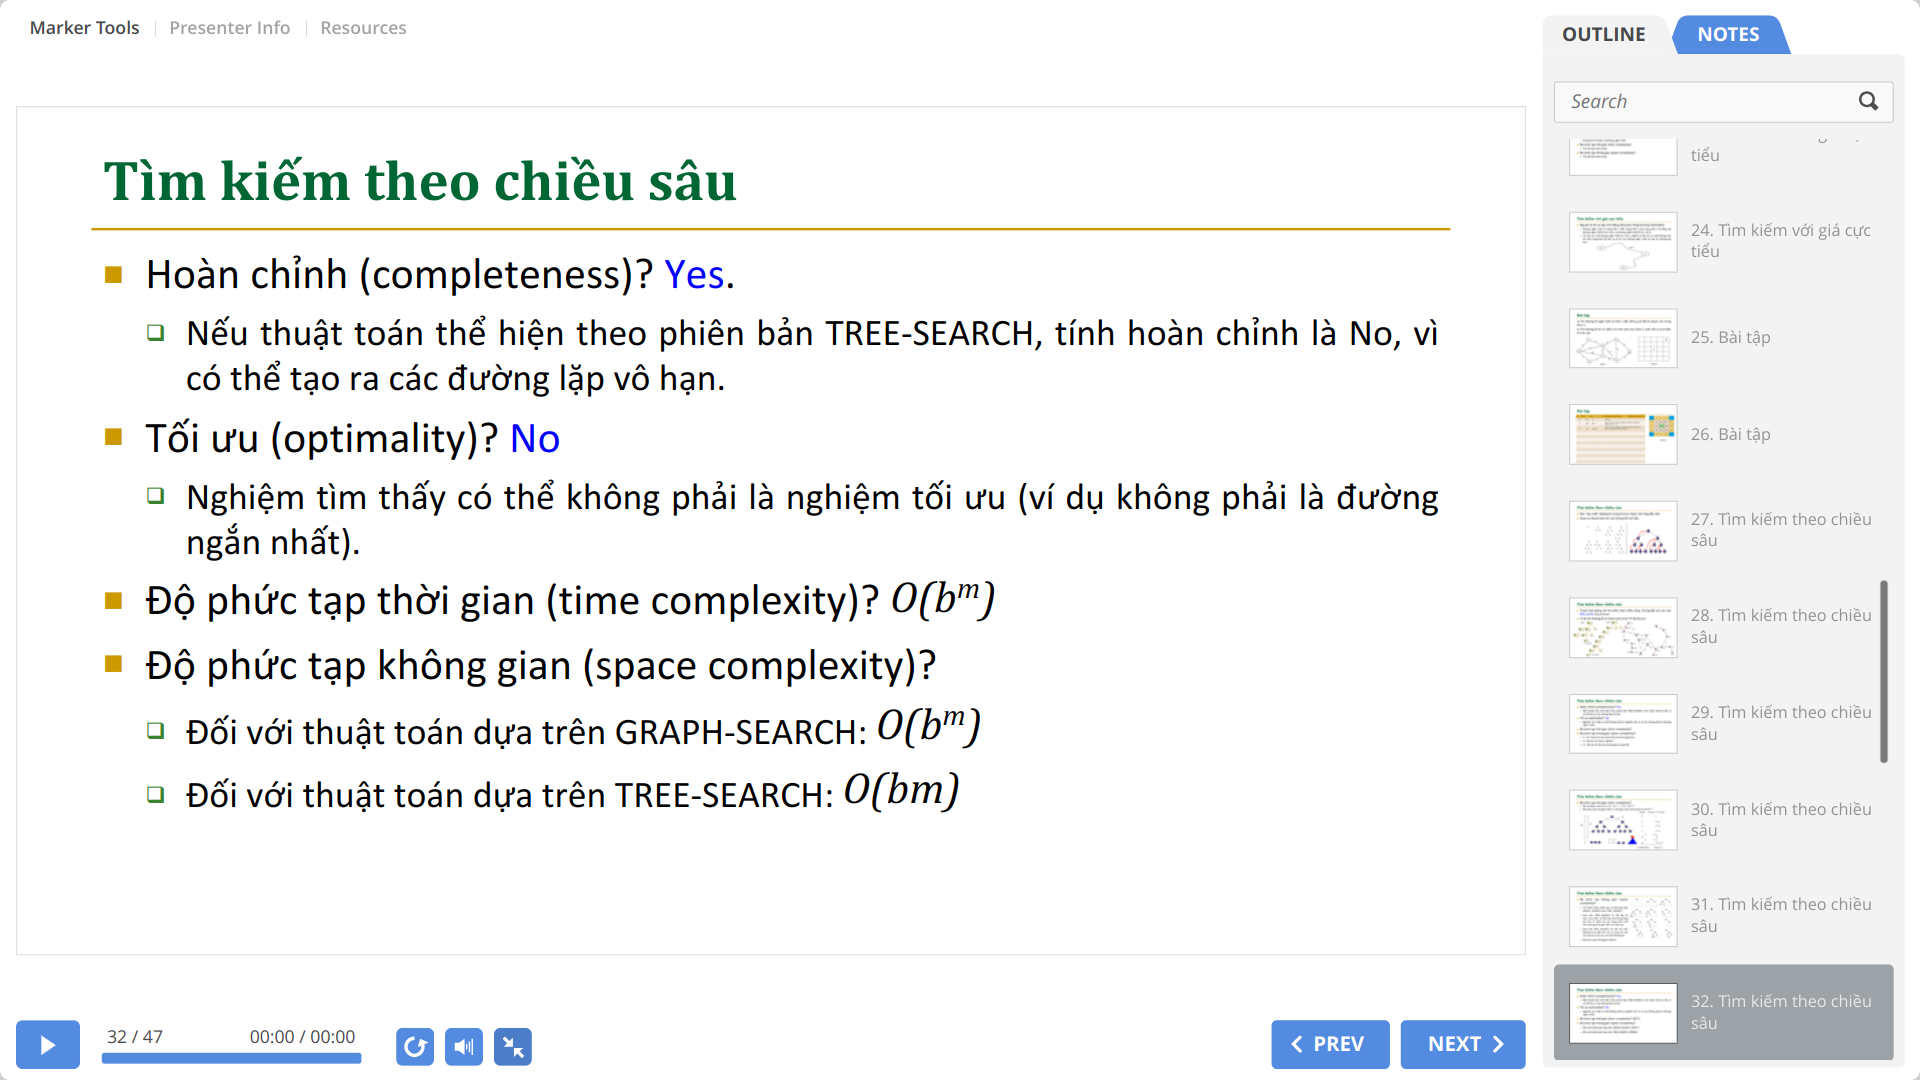 Marker Tools
Presenter Info
Resources
OUTLINE
NOTES
Search
Tìm kiếm theo chiều sâu
Hoàn chỉnh (completeness)? Yes.
Nếu thuật toán thể hiện theo phiên bản TREE-SEARCH, tính hoàn chỉnh là No, vì
có thể tạo ra các đường lặp vô hạn.
Tối ưu (optimality)? No
Nghiệm tìm thấy có thể không phải là nghiệm tối ưu (ví dụ không phải là đường
ngắn nhất).
Độ phức tạp thời gian (time complexity)? O(bᵐ)
Độ phức tạp không gian (space complexity)?
Đối với thuật toán dựa trên GRAPH-SEARCH: O(bᵐ)
Đối với thuật toán dựa trên TREE-SEARCH: O(bm)
tiểu
24. Tìm kiếm với giá cực
tiểu
25. Bài tập
26. Bài tập
27. Tìm kiếm theo chiều
sâu
28. Tìm kiếm theo chiều
sâu
29. Tìm kiếm theo chiều
sâu
30. Tìm kiếm theo chiều
sâu
31. Tìm kiếm theo chiều
sâu
32. Tìm kiếm theo chiều
sâu
32 / 47
00:00 / 00:00
PREV
NEXT